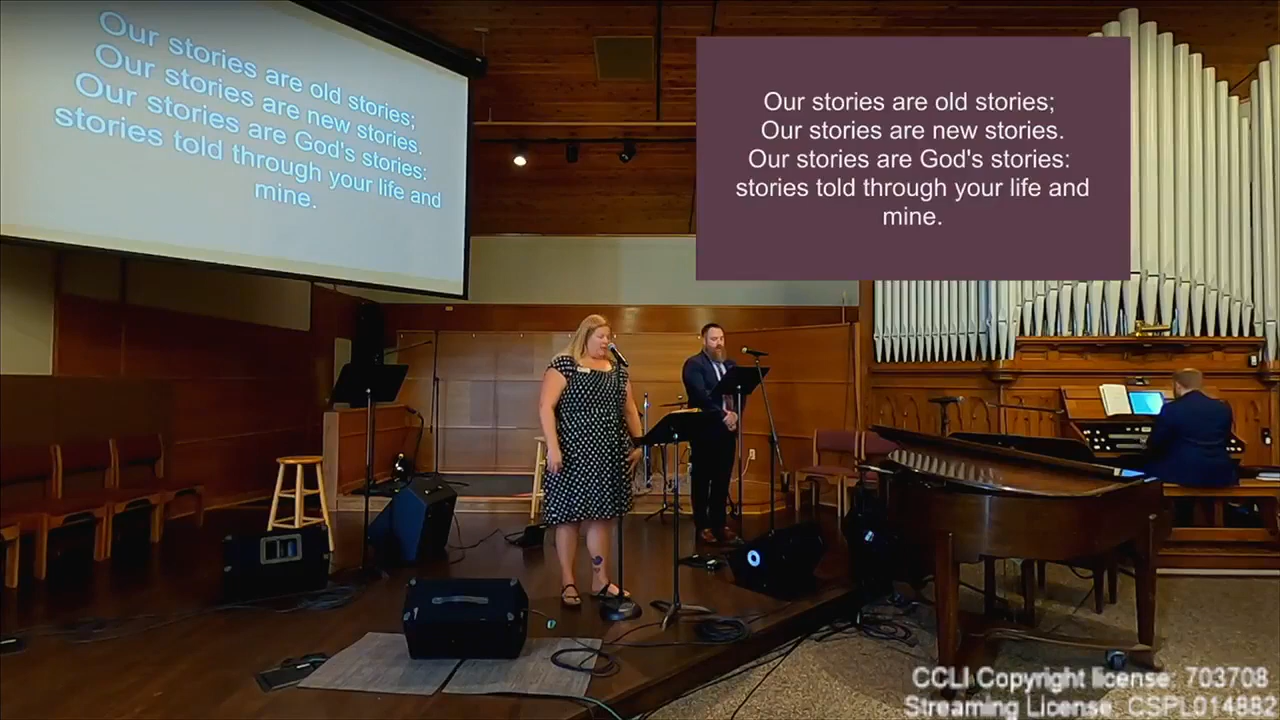 Our stories are old stories;
Our stories are new stories.
Our stories are God's stories:
stories told through your life and
mine.
Our stories are old stories;
Our stories are new stories.
Our stories are God's stories:
stories told through your life and
mine.
CCLI Copyright license: 703708
Streaming License CSPL014882